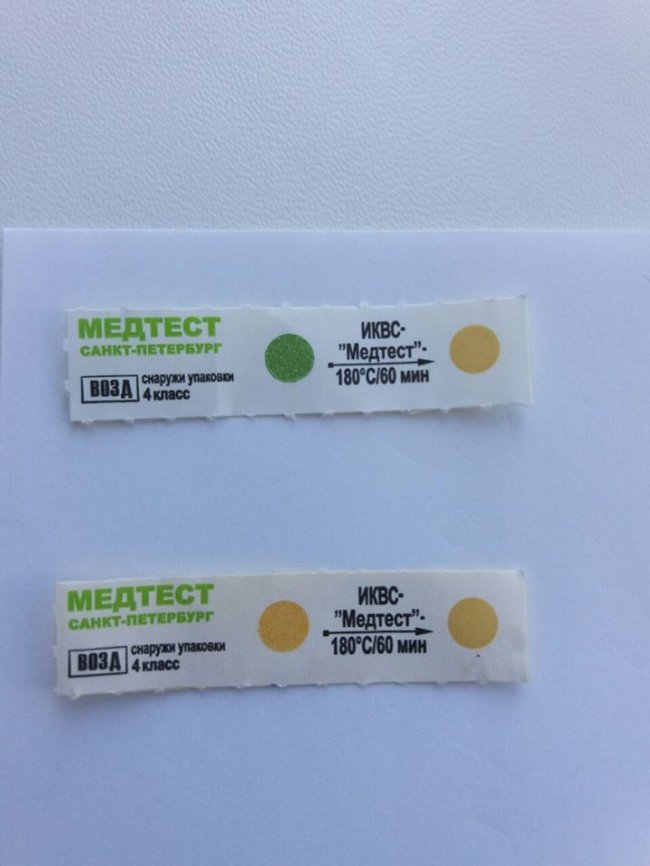 МЕДТЕСТ
САНКТ-ПЕТЕРБУРГ
ВОЗД
снаружи упаковки
4 класс
ИКВС-
"Медтест"-
180°С/60 мин
МЕДТЕСТ
САНКТ-ПЕТЕРБУРГ
ВОЗД
снаружи упаковки
4 класс
ИКВС-
"Медтест"-
180°С/60 мин